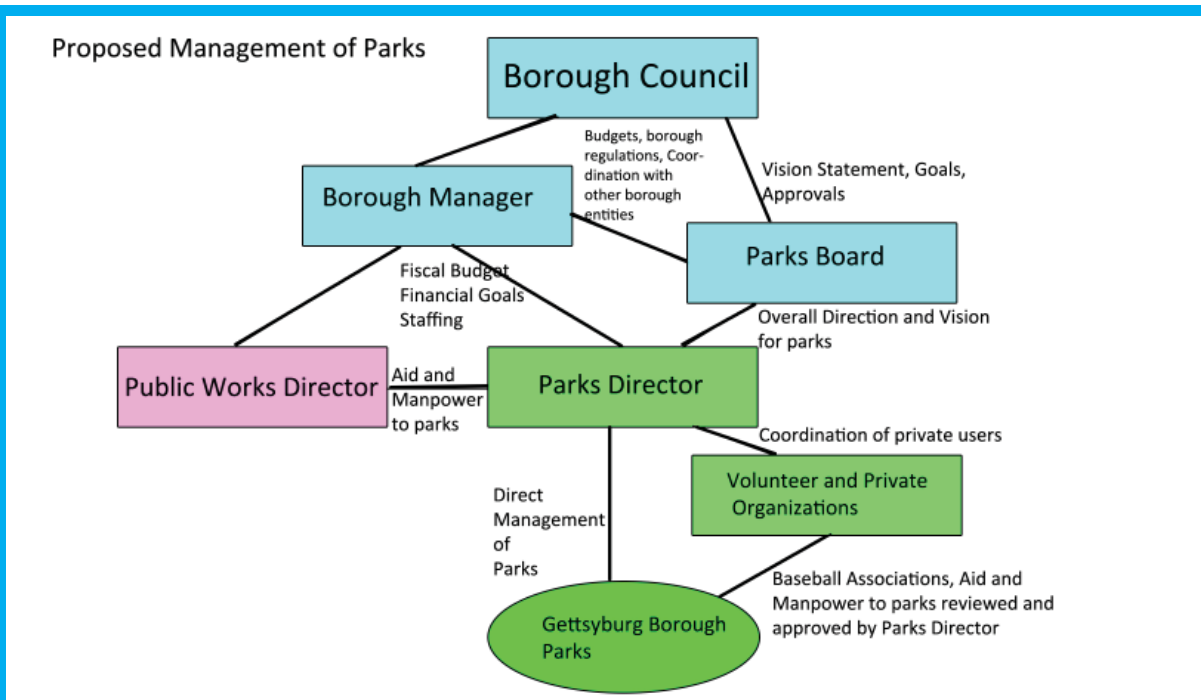 Proposed Management of Parks
Borough Council
Budgets, borough
regulations, Coor-
dination with
other borough
entities
Vision Statement, Goals,
Approvals
Borough Manager
Parks Board
Fiscal Budget
Financial Goals
Staffing
Overall Direction and Vision
for parks
Public Works Director
Aid and
Manpower
to parks
Parks Director
Coordination of private users
Volunteer and Private
Organizations
Direct
Management
of
Parks
Baseball Associations, Aid and
Manpower to parks reviewed and
approved by Parks Director
Gettsyburg Borough
Parks